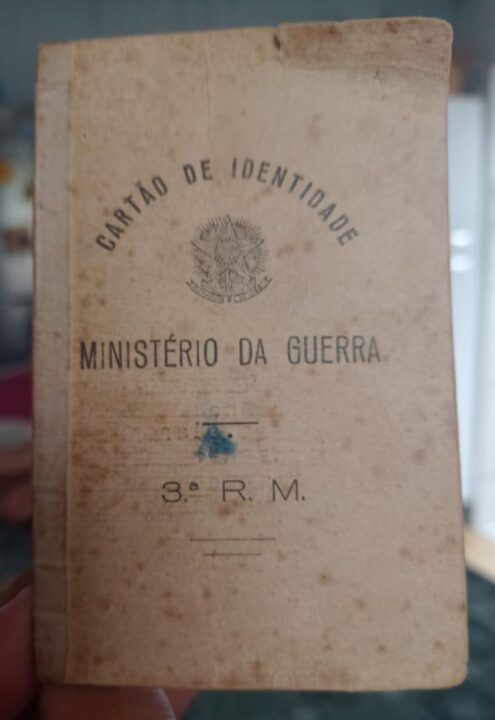 CARTÃO DE IDENTIDADE
MINISTÉRIO DA GUERRA
3.ª R. M.